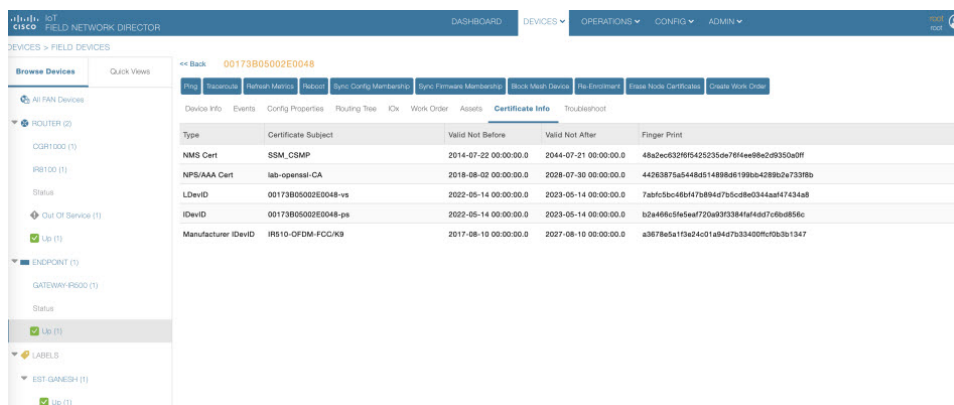 cisco IoT
FIELD NETWORK DIRECTOR
DASHBOARD DEVICES OPERATIONS CONFIG ADMIN
root
root
DEVICES > FIELD DEVICES
Browse Devices Quick Views
All FAN Devices
ROUTER (2)
CGR1000 (1)
IR8100 (1)
Status
Out Of Service (1)
Up (1)
ENDPOINT (1)
GATEWAY-IR500 (1)
Status
Up (1)
LABELS
EST GANESH (1)
Up (1)
<< Back 00173B05002E0048
Ping Traceroute Refresh Metrics Reboot Sync Config Membership Sync Firmware Membership Block Mesh Device Re-Enrolment Erase Node Certificates Create Work Order
Device Info Events Config Properties Routing Tree IOx Work Order Assets Certificate Info Troubleshoot
Type Certificate Subject Valid Not Before Valid Not After Finger Print
NMS Cert SSM_CSMP 2014-07-22 00:00:00.0 2044-07-21 00:00:00.0 48a2ec632f6f5425235de76f4ee98e2d9350a0ff
NPS/AAA Cert lab-openssl-CA 2018-08-02 00:00:00.0 2028-07-30 00:00:00.0 44263875a5448d514898d6199bb4289b2e733f8b
LDevID 00173B05002E0048-vs 2022-05-14 00:00:00.0 2023-05-14 00:00:00.0 7abfc5bc46bf47b894d7b5cd8e0344aaf47434a8
IDevID 00173B05002E0048-ps 2022-05-14 00:00:00.0 2023-05-14 00:00:00.0 b2a466c5fe5eaf720a93f3384faf4dd7c6bd856c
Manufacturer IDevID IR510-OFDM-FCC/K9 2017-08-10 00:00:00.0 2027-08-10 00:00:00.0 a3678e5a1f3e24c01a94d7b33400ffcf0b3b1347